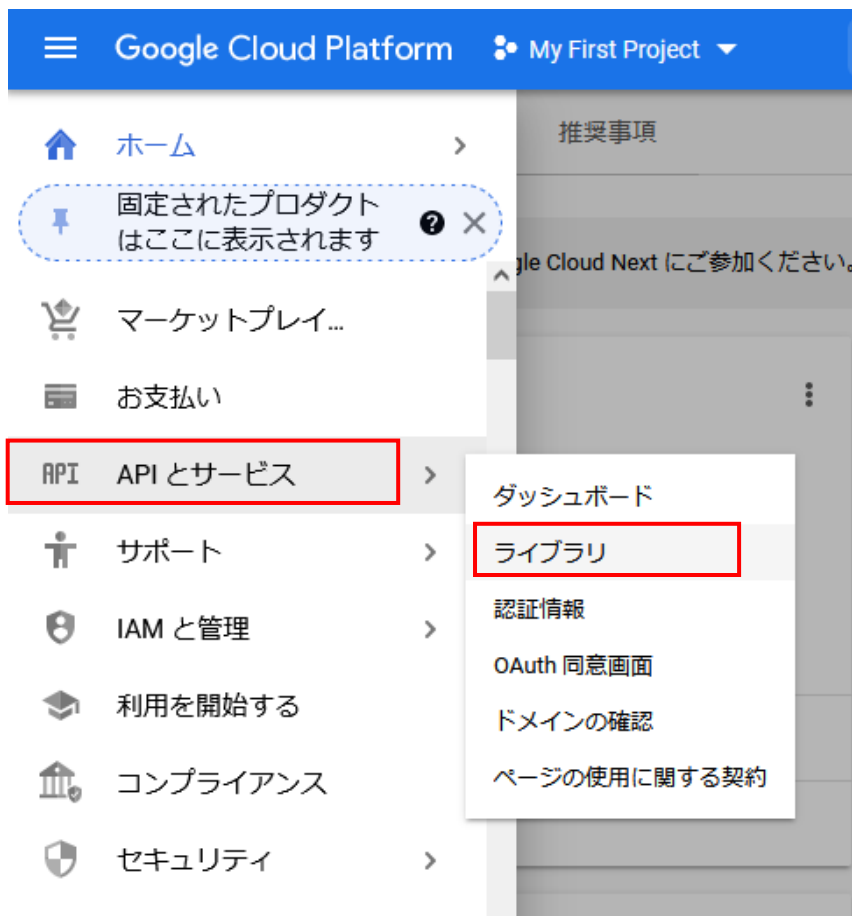 Google Cloud Platform
My First Project
ホーム
推奨事項
固定されたプロダクト
はここに表示されます
gle Cloud Next にご参加ください。
マーケットプレイ...
お支払い
API
API とサービス
ダッシュボード
ライブラリ
サポート
認証情報
IAM と管理
OAuth 同意画面
利用を開始する
ドメインの確認
コンプライアンス
ページの使用に関する契約
セキュリティ